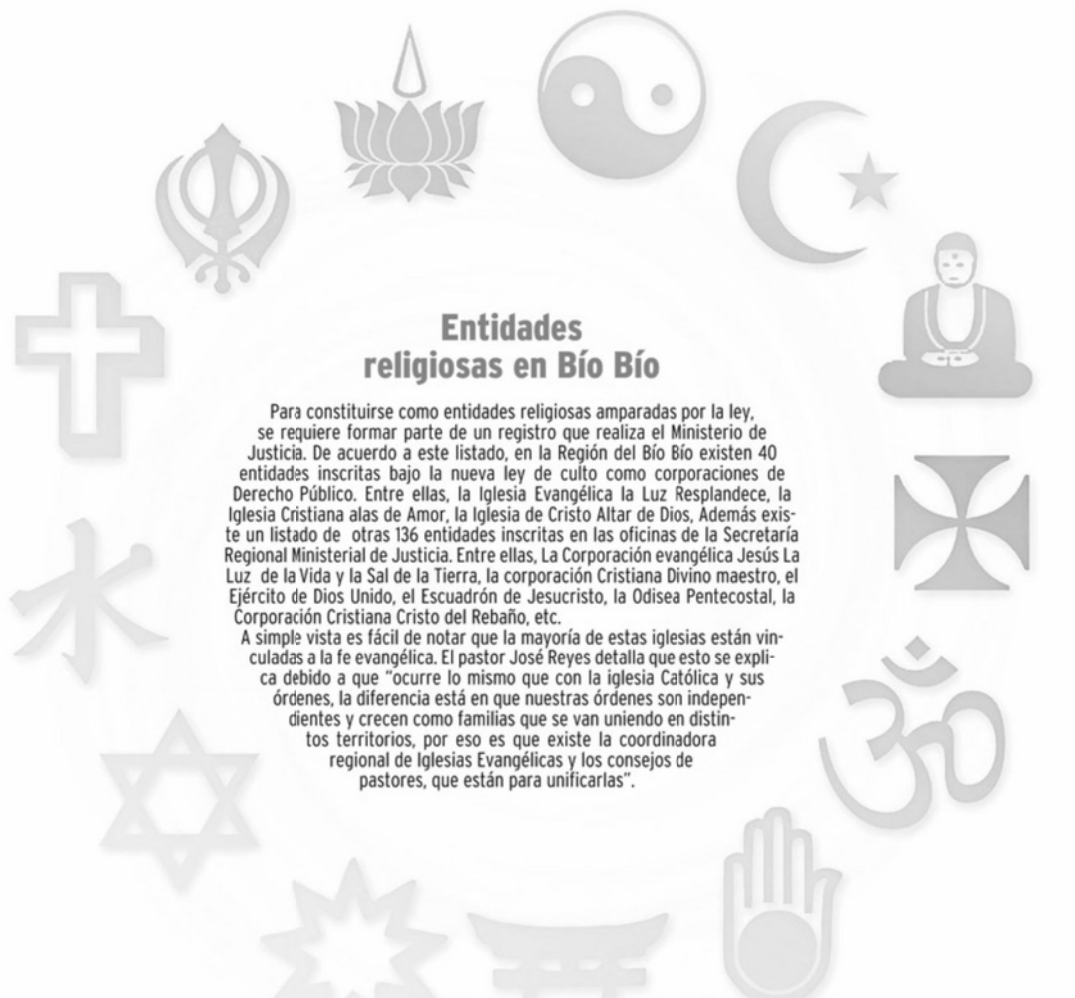 Entidades
religiosas en Bío Bío
Para constituirse como entidades religiosas amparadas por la ley,
se requiere formar parte de un registro que realiza el Ministerio de
Justicia. De acuerdo a este listado, en la Región del Bío Bío existen 40
entidades inscritas bajo la nueva ley de culto como corporaciones de
Derecho Público. Entre ellas, la Iglesia Evangélica la Luz Resplandece, la
Iglesia Cristiana alas de Amor, la Iglesia de Cristo Altar de Dios, Además exis-
te un listado de otras 136 entidades inscritas en las oficinas de la Secretaría
Regional Ministerial de Justicia. Entre ellas, La Corporación evangélica Jesús La
Luz de la Vida y la Sal de la Tierra, la corporación Cristiana Divino maestro, el
Ejército de Dios Unido, el Escuadrón de Jesucristo, la Odisea Pentecostal, la
Corporación Cristiana Cristo del Rebaño, etc.
A simple vista es fácil de notar que la mayoría de estas iglesias están vin-
culadas a la fe evangélica. El pastor José Reyes detalla que esto se expli-
ca debido a que “ocurre lo mismo que con la iglesia Católica y sus
órdenes, la diferencia está en que nuestras órdenes son indepen-
dientes y crecen como familias que se van uniendo en distin-
tos territorios, por eso es que existe la coordinadora
regional de Iglesias Evangélicas y los consejos de
pastores, que están para unificarlas”.